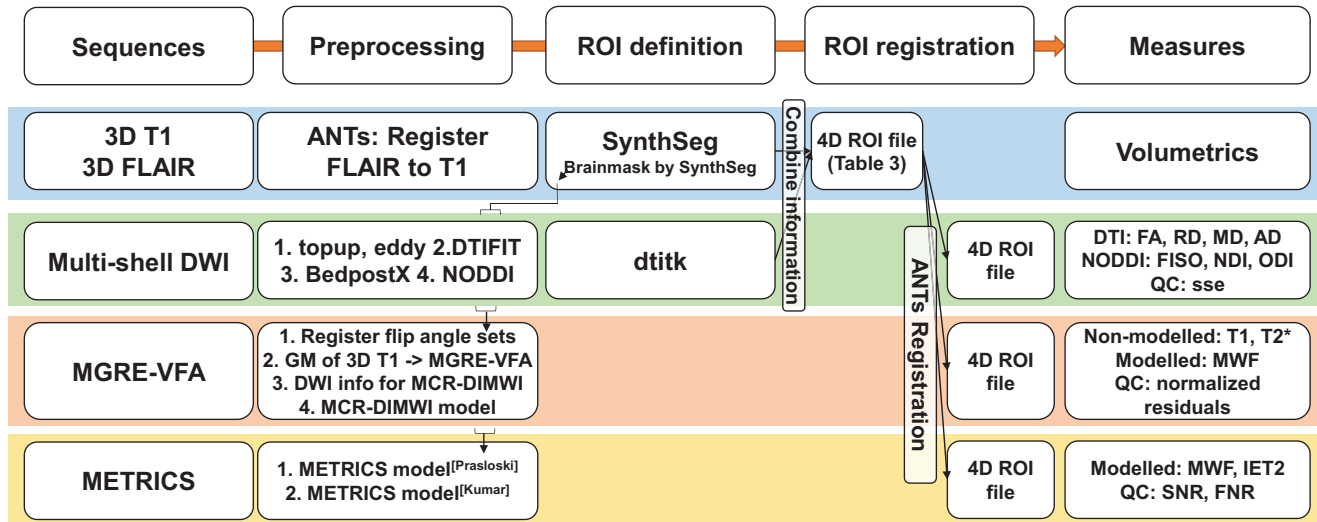 Sequences
Preprocessing
ROI definition
ROI registration
Measures
3D T1
3D FLAIR
ANTs: Register
FLAIR to T1
SynthSeg
Brainmask by SynthSeg
Combine information
4D ROI file
(Table 3)
Volumetrics
Multi-shell DWI
1. topup, eddy 2.DTIFIT
3. BedpostX 4. NODDI
dtitk
ANTs Registration
4D ROI
file
DTI: FA, RD, MD, AD
NODDI: FISO, NDI, ODI
QC: sse
MGRE-VFA
1. Register flip angle sets
2. GM of 3D T1 -> MGRE-VFA
3. DWI info for MCR-DIMWI
4. MCR-DIMWI model
4D ROI
file
Non-modelled: T1, T2*
Modelled: MWF
QC: normalized
residuals
METRICS
1. METRICS model[Prasloski]
2. METRICS model[Kumar]
4D ROI
file
Modelled: MWF, IET2
QC: SNR, FNR